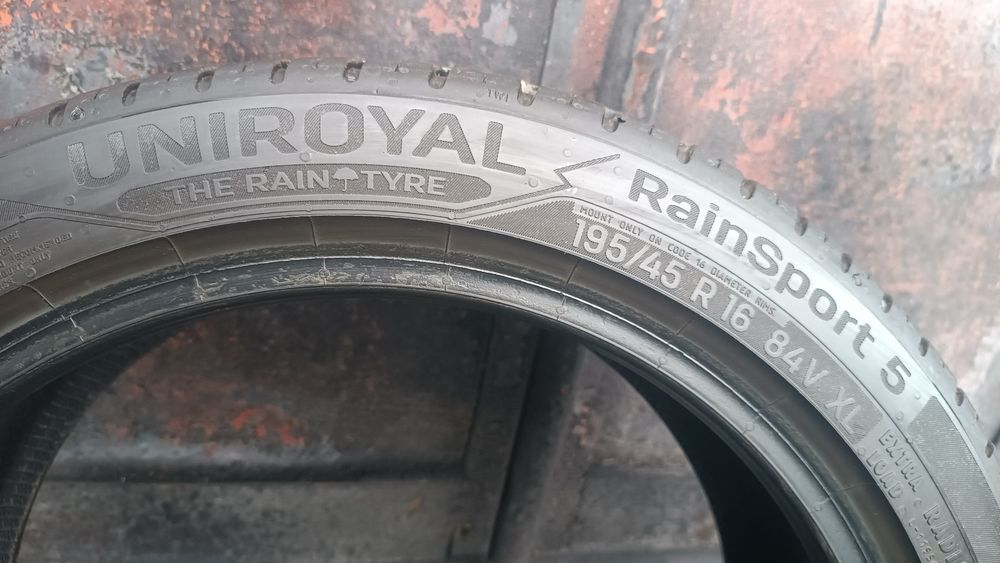 UNIROYAL
THE RAIN TYRE
RainSport 5
MOUNT ONLY ON CODE 16 DIAMETER RIMS
195/45 R 16 84V XL
EXTRA
LOAD
TWI